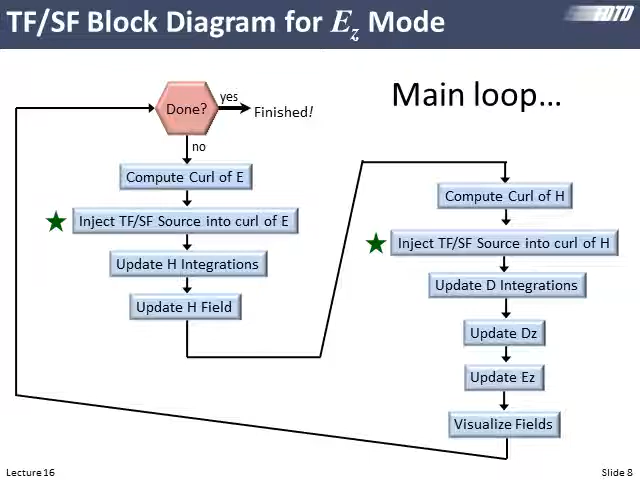 TF/SF Block Diagram for Ez Mode
FDTD
Main loop…
Done?
yes
Finished!
no
Compute Curl of E
Inject TF/SF Source into curl of E
Update H Integrations
Update H Field
Compute Curl of H
Inject TF/SF Source into curl of H
Update D Integrations
Update Dz
Update Ez
Visualize Fields
Lecture 16
Slide 8